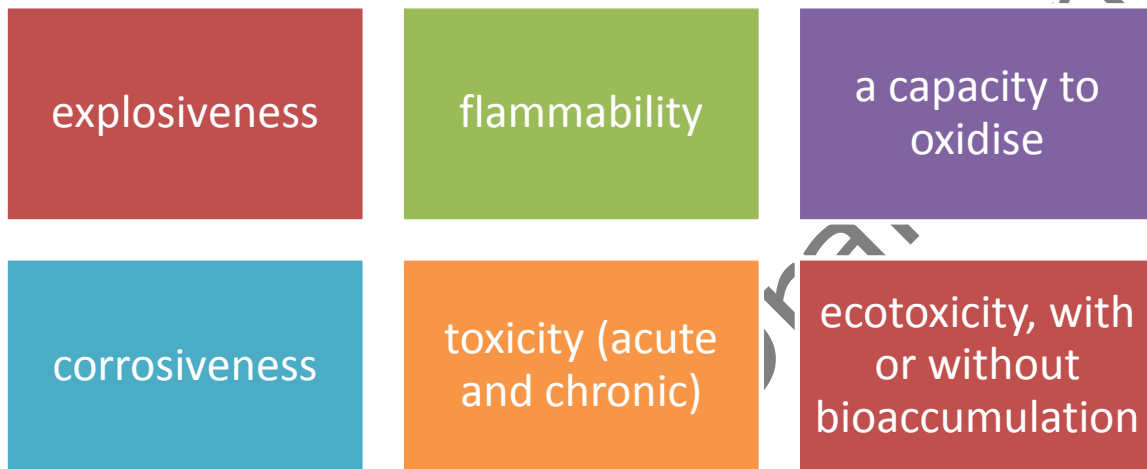 explosiveness
flammability
a capacity to
oxidise
corrosiveness
toxicity (acute
and chronic)
ecotoxicity, with
or without
bioaccumulation